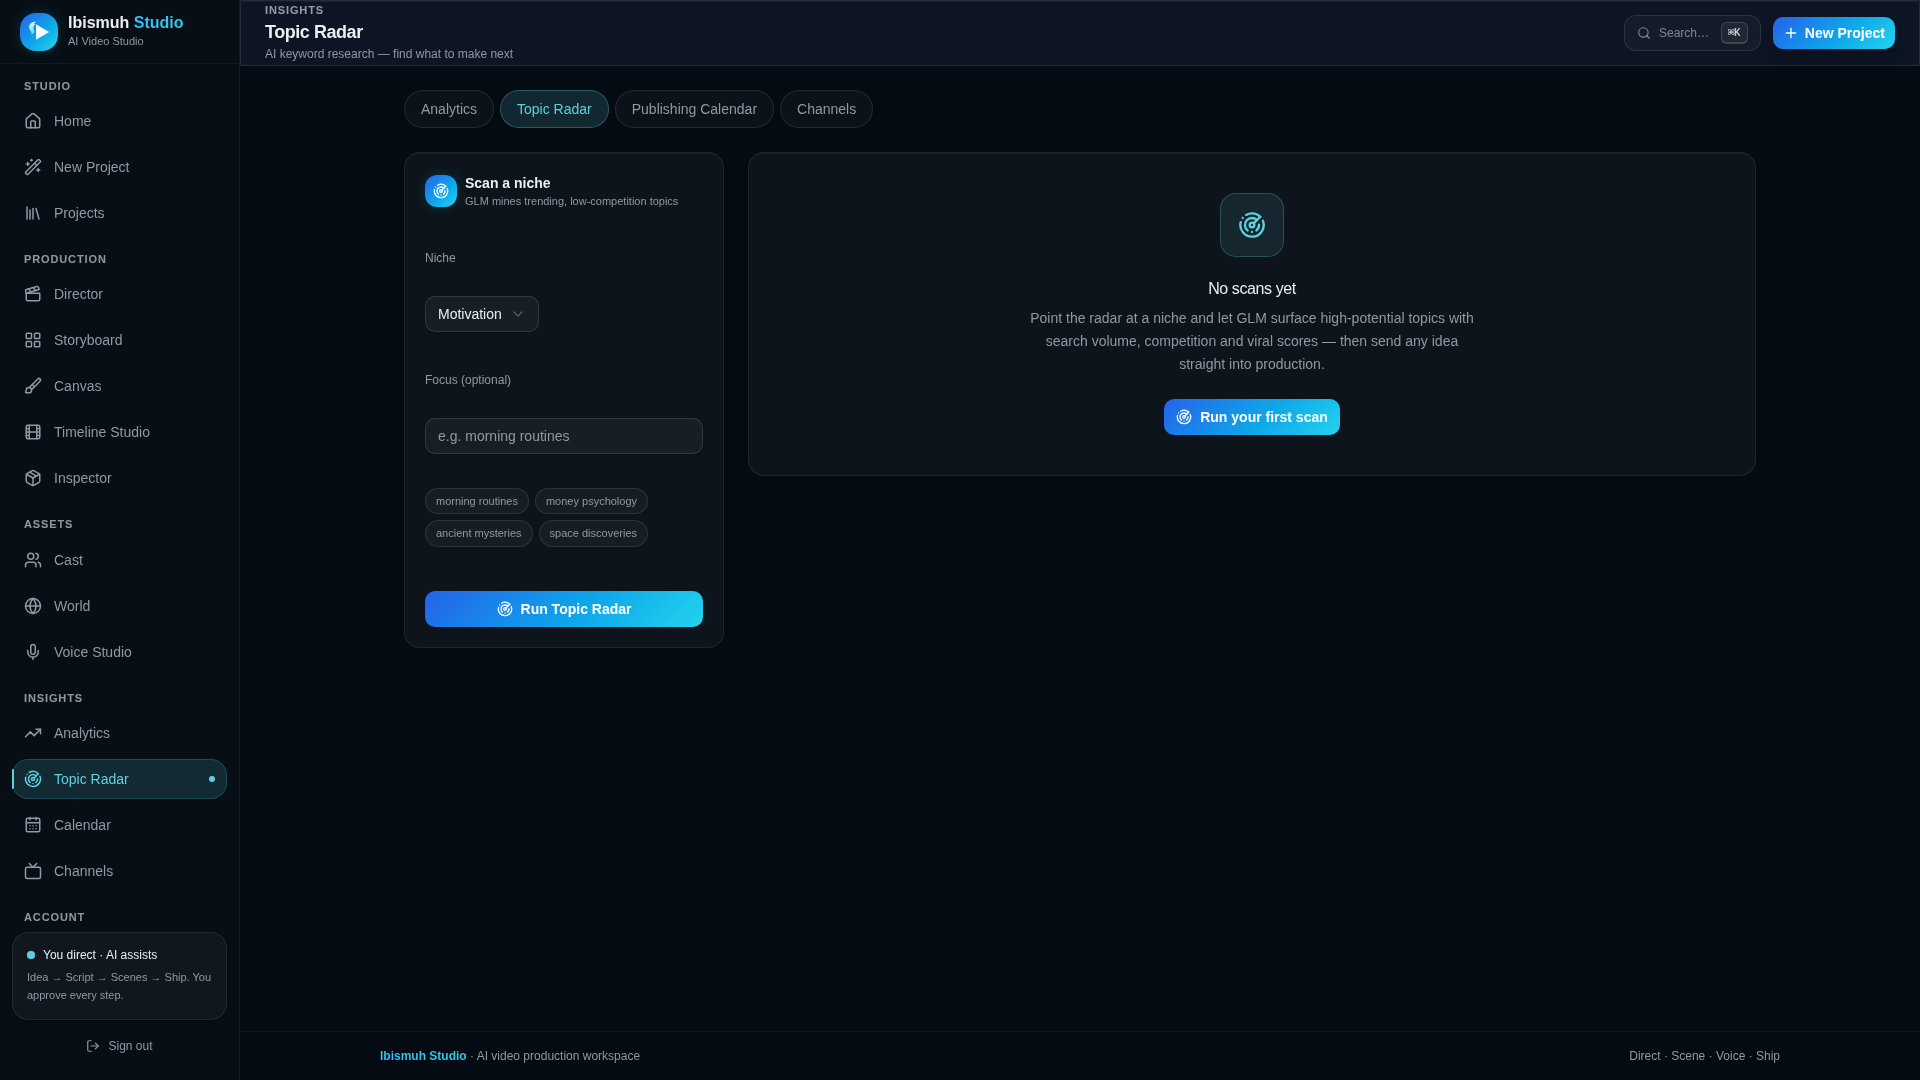 Ibismuh Studio
AI Video Studio
STUDIO
Home
New Project
Projects
PRODUCTION
Director
Storyboard
Canvas
Timeline Studio
Inspector
ASSETS
Cast
World
Voice Studio
INSIGHTS
Analytics
Topic Radar
Calendar
Channels
ACCOUNT
You direct · AI assists
Idea → Script → Scenes → Ship. You
approve every step.
Sign out
INSIGHTS
Topic Radar
AI keyword research — find what to make next
Search…
⌘K
New Project
Analytics
Topic Radar
Publishing Calendar
Channels
Scan a niche
GLM mines trending, low-competition topics
Niche
Motivation
Focus (optional)
e.g. morning routines
morning routines
money psychology
ancient mysteries
space discoveries
Run Topic Radar
No scans yet
Point the radar at a niche and let GLM surface high-potential topics with
search volume, competition and viral scores — then send any idea
straight into production.
Run your first scan
Ibismuh Studio · AI video production workspace
Direct · Scene · Voice · Ship